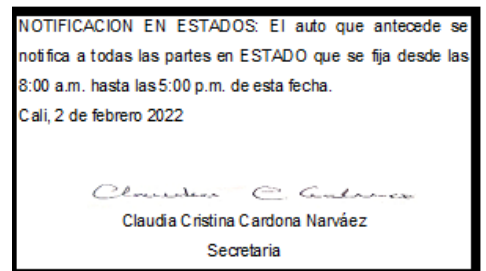 NOTIFICACION EN ESTADOS: El auto que antecede se
notifica a todas las partes en ESTADO que se fija desde las
8:00 a.m. hasta las 5:00 p.m. de esta fecha.
Cali, 2 de febrero 2022
Claudia Cristina Cardona Narváez
Secretaria